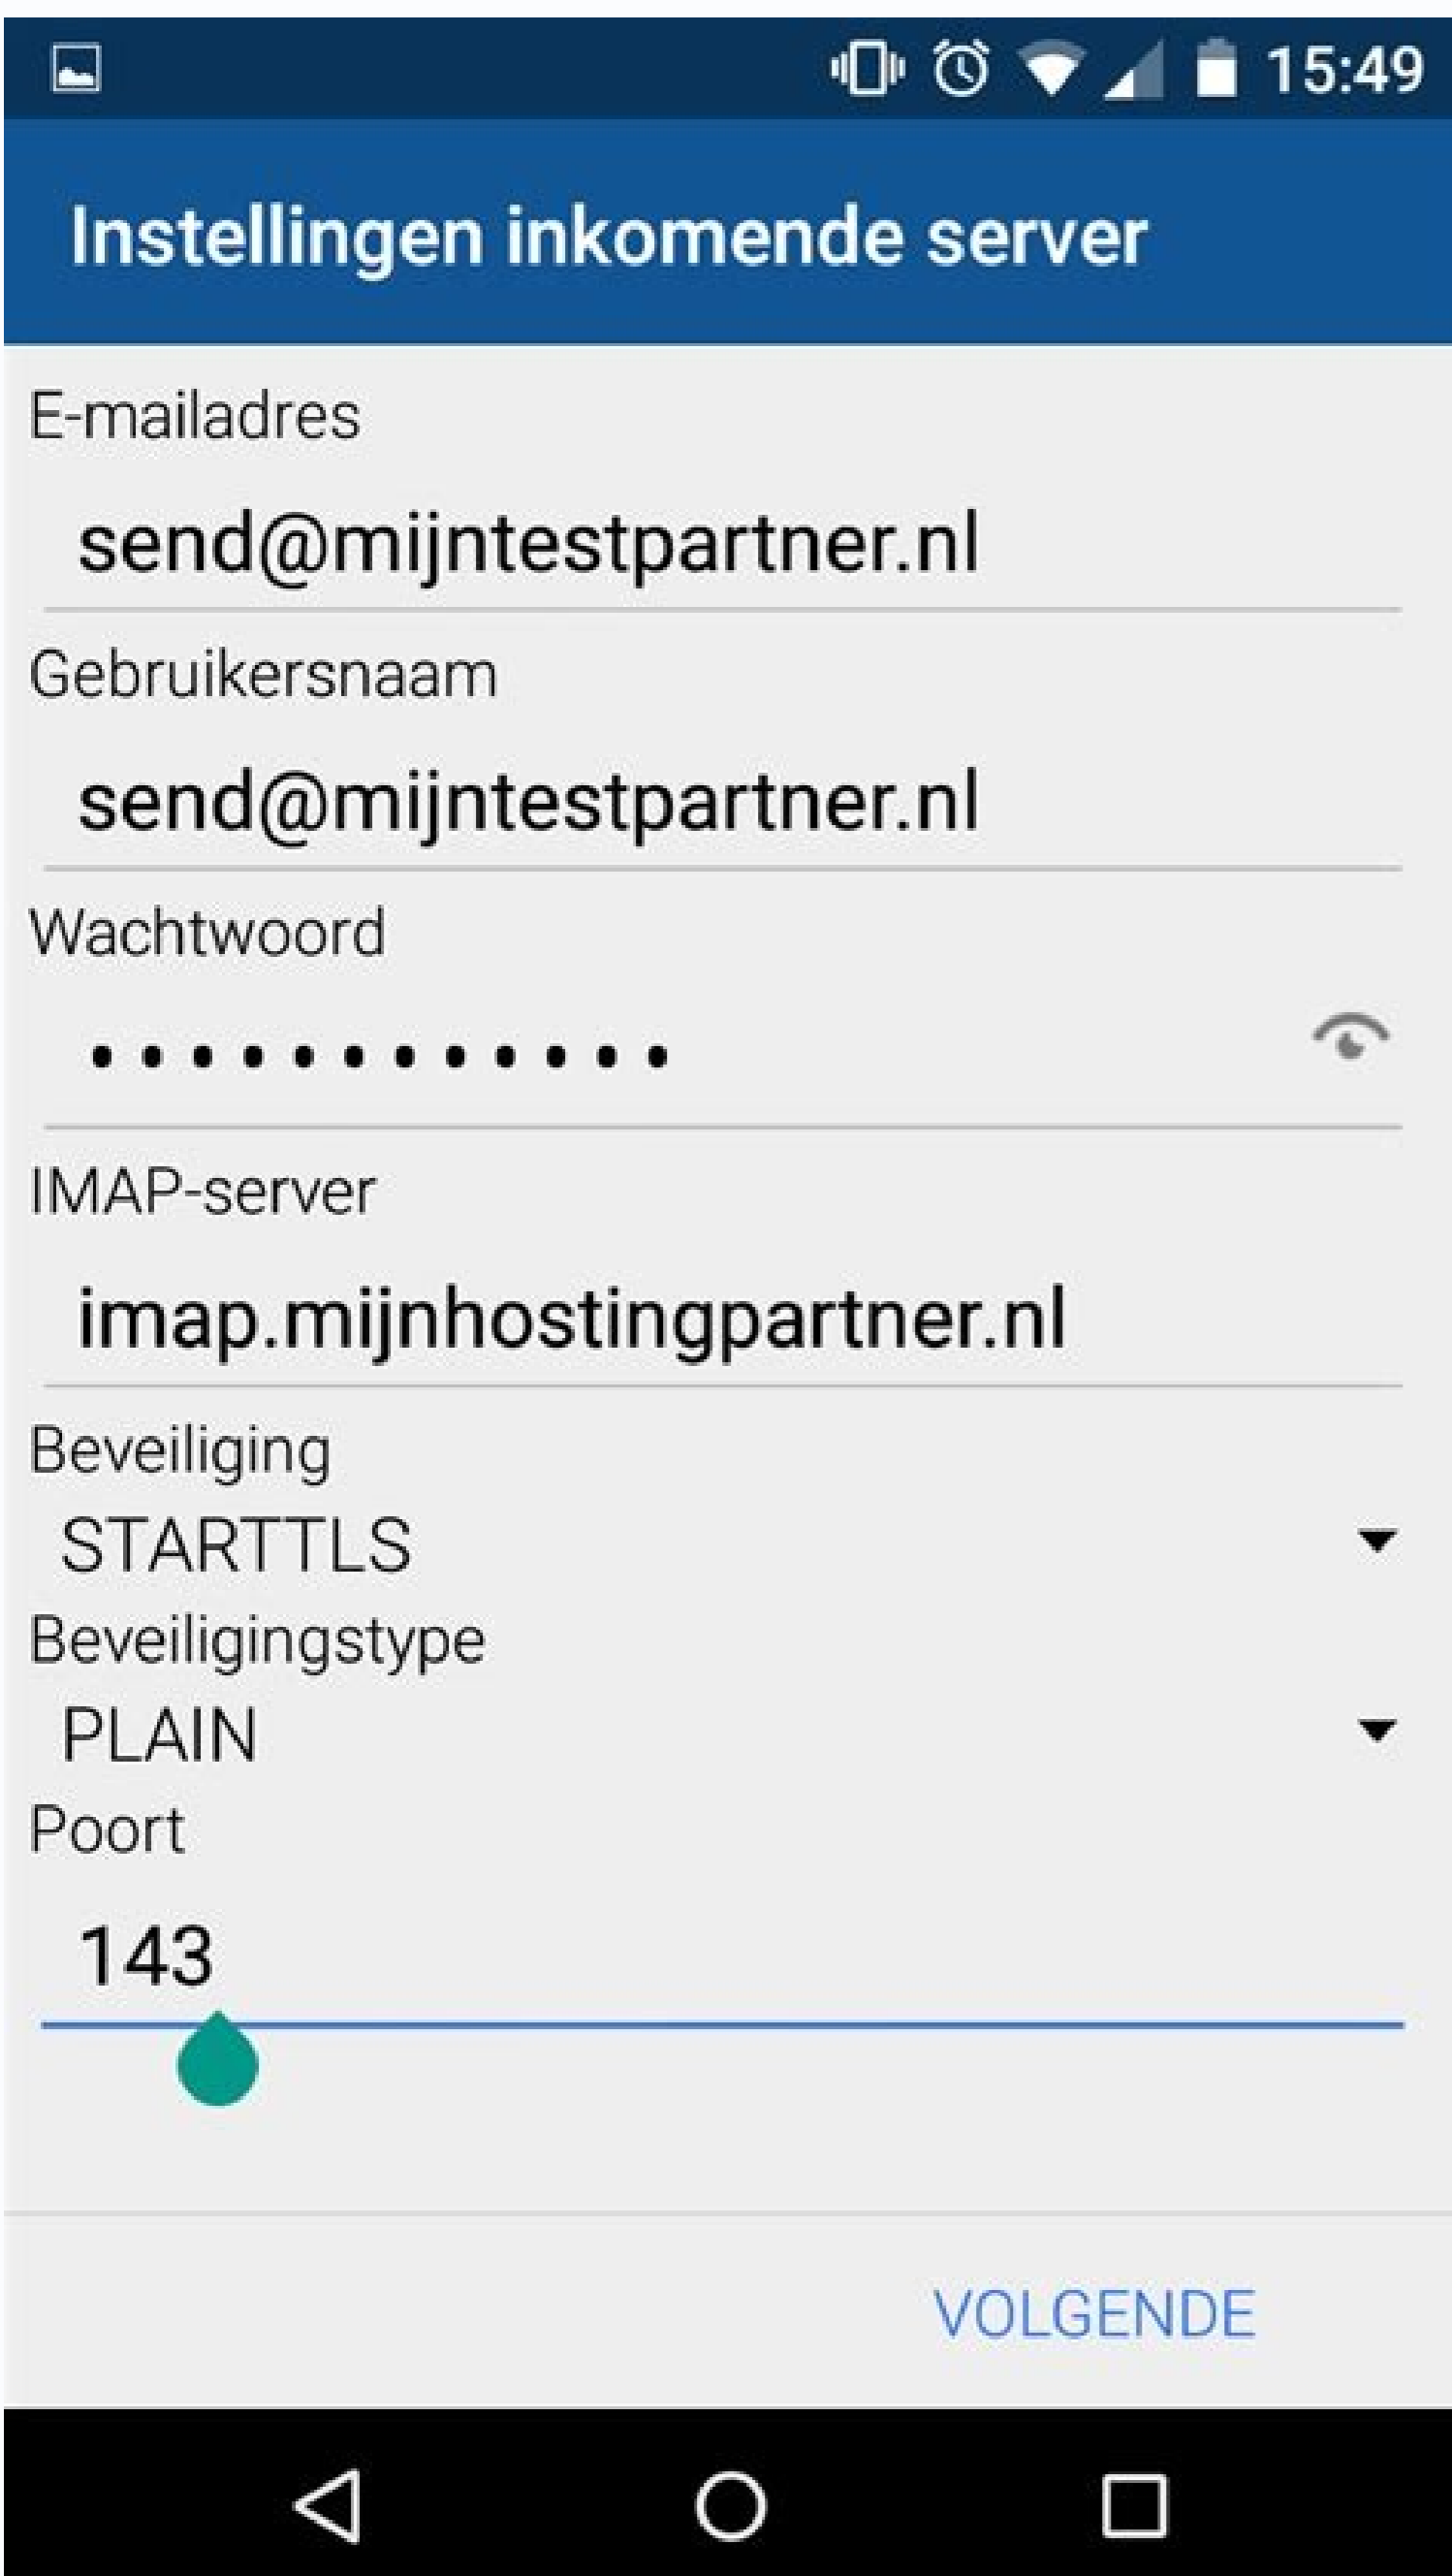 15:49
Instellingen inkomende server
E-mailadres
send@mijntestpartner.nl
Gebruikersnaam
send@mijntestpartner.nl
Wachtwoord
••••••••••••
IMAP-server
imap.mijnhostingpartner.nl
Beveiliging
STARTTLS
Beveiligingstype
PLAIN
Poort
143
VOLGENDE